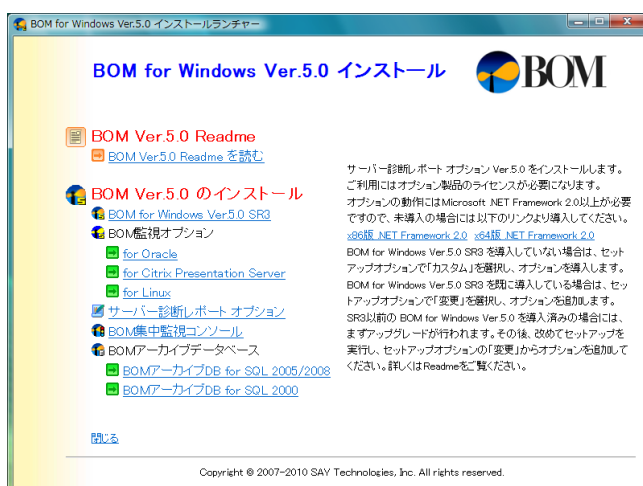 BOM for Windows Ver.5.0 インストールランチャー
BOM for Windows Ver.5.0 インストール
BOM
BOM Ver.5.0 Readme
BOM Ver5.0 Readme を読む
BOM Ver.5.0 のインストール
BOM for Windows Ver.5.0 SR3
BOM監視オプション
for Oracle
for Citrix Presentation Server
for Linux
サーバー診断レポート オプション
BOM集中監視コンソール
BOMアーカイブデータベース
BOMアーカイブDB for SQL 2005/2008
BOMアーカイブDB for SQL 2000
閉じる
サーバー診断レポート オプション Ver.5.0 をインストールします。
ご利用にはオプション製品のライセンスが必要になります。
オプションの動作にはMicrosoft .NET Framework 2.0以上が必要
ですので、未導入の場合には以下のリンクより導入してください。
x86版 .NET Framework 2.0 x64版 .NET Framework 2.0
BOM for Windows Ver.5.0 SR3 を導入していない場合は、セット
アップオプションで「カスタム」を選択し、オプションを導入します。
BOM for Windows Ver.5.0 SR3 を既に導入している場合は、セッ
トアップオプションで「変更」を選択し、オプションを追加します。
SR3以前の BOM for Windows Ver.5.0 を導入済みの場合には、
まずアップグレードが行われます。その後、改めてセットアップを
実行し、セットアップオプションの「変更」からオプションを追加して
ください。詳しくはReadmeをご覧ください。
Copyright © 2007-2010 SAY Technologies, Inc. All rights reserved.